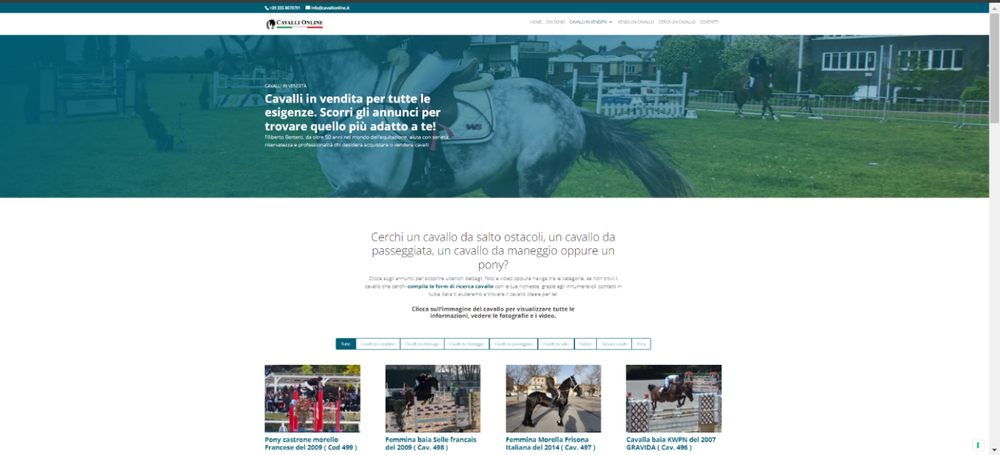 +39 335 8070791 info@cavallionline.it
CAVALLI ONLINE
HOME CHI SONO CAVALLI IN VENDITA VENDI UN CAVALLO CERCA UN CAVALLO CONTATTI
CAVALLI IN VENDITA
Cavalli in vendita per tutte le
esigenze. Scorri gli annunci per
trovare quello più adatto a te!
Filiberto Bertero, da oltre 50 anni nel mondo dell'equitazione, aiuta con serietà,
riservatezza e professionalità chi desidera acquistare o vendere cavalli
WS
Cerchi un cavallo da salto ostacoli, un cavallo da
passeggiata, un cavallo da maneggio oppure un
pony?
Clicca sugli annunci per scoprire ulteriori dettagli, foto e video oppure naviga tra le categorie, se non trovi il
cavallo che cerchi compila la form di ricerca cavallo con le tue richieste, grazie agli innumerevoli contatti in
tutta Italia ti aiuteremo a trovare il cavallo ideale per te!
Clicca sull'immagine del cavallo per visualizzare tutte le
informazioni, vedere le fotografie e i video.
Tutto Cavalli da completo Cavalli da dressage Cavalli da maneggio Cavalli da passeggiata Cavalli da salto Fattrici Giovani cavalli Pony
Pony castrone morello
Francese del 2009 ( Cod 499 )
Femmina baia Selle francais
del 2009 ( Cav. 498 )
Femmina Morella Frisona
Italiana del 2014 ( Cav. 497 )
Cavalla baia KWPN del 2007
GRAVIDA ( Cav. 496 )